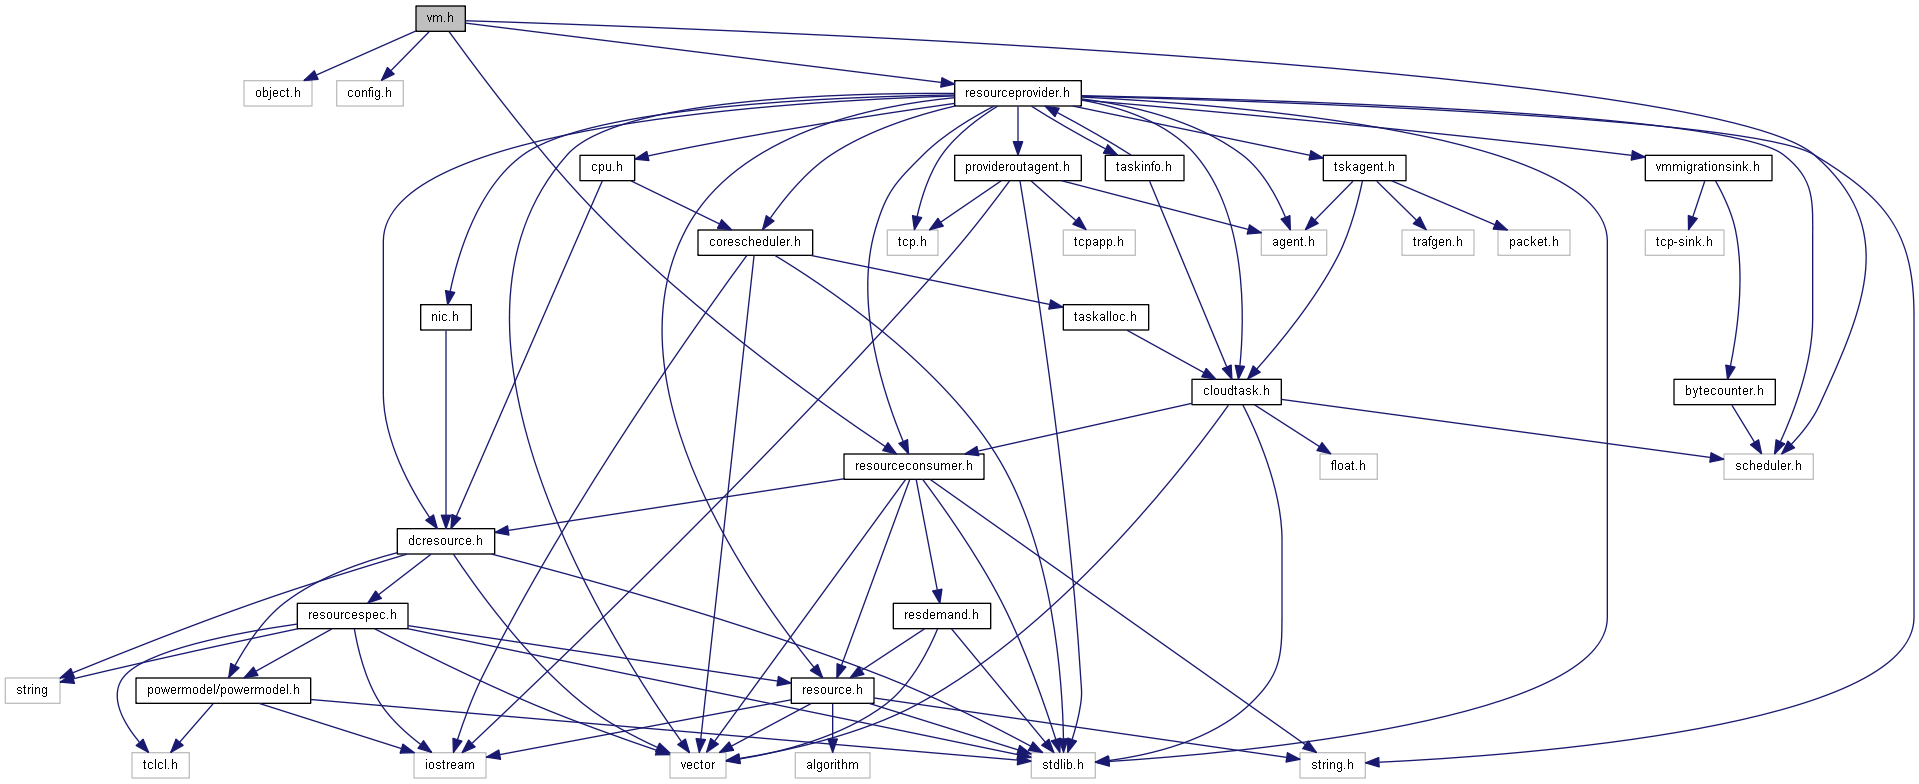 vm.h
object.h
config.h
resourceprovider.h
cpu.h
provideroutagent.h
taskinfo.h
tskagent.h
vmmigrationsink.h
corescheduler.h
tcp.h
tcpapp.h
agent.h
trafgen.h
packet.h
tcp-sink.h
nic.h
taskalloc.h
cloudtask.h
bytecounter.h
resourceconsumer.h
float.h
scheduler.h
dcresource.h
resourcespec.h
resdemand.h
string
powermodel/powermodel.h
resource.h
tclcl.h
iostream
vector
algorithm
stdlib.h
string.h